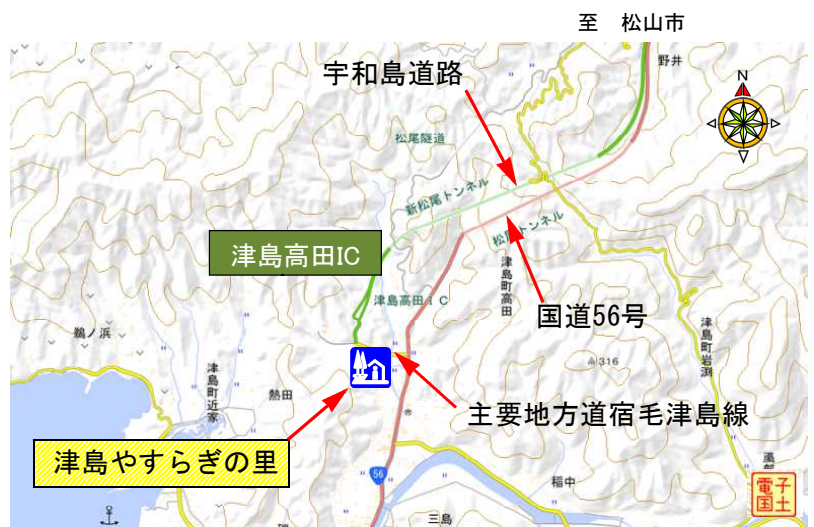 至 松山市
野井
宇和島道路
N
松尾隧道
新松尾トンネル
松尾トンネル
津島高田IC
津島町高田
津島高田IC
国道56号
鵜ノ浜
津島町岩渕
316
津島町近家
熱田
主要地方道宿毛津島線
津島やすらぎの里
56
稲中
三島
電子
国土